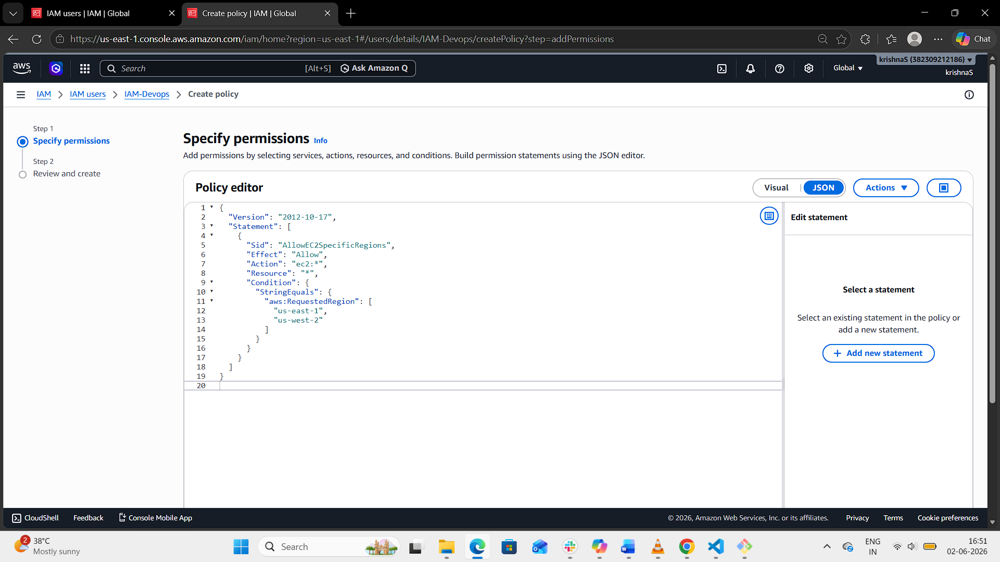 IAM users | IAM | Global
Create policy | IAM | Global
https://us-east-1.console.aws.amazon.com/iam/home?region=us-east-1#/users/details/IAM-Devops/createPolicy?step=addPermissions
Chat
aws
Search
[Alt+S]
Ask Amazon Q
Global
krishnaS (382309212186)
krishnaS
IAM
IAM users
IAM-Devops
Create policy
Step 1
Specify permissions
Step 2
Review and create
Specify permissions Info
Add permissions by selecting services, actions, resources, and conditions. Build permission statements using the JSON editor.
Policy editor
Visual
JSON
Actions
1 {
2 "Version": "2012-10-17",
3 "Statement": [
4 {
5 "Sid": "AllowEC2SpecificRegions",
6 "Effect": "Allow",
7 "Action": "ec2:*",
8 "Resource": "*",
9 "Condition": {
10 "StringEquals": {
11 "aws:RequestedRegion": [
12 "us-east-1",
13 "us-west-2"
14 ]
15 }
16 }
17 }
18 ]
19 }
20
Edit statement
Select a statement
Select an existing statement in the policy or
add a new statement.
+ Add new statement
CloudShell
Feedback
Console Mobile App
© 2026, Amazon Web Services, Inc. or its affiliates.
Privacy
Terms
Cookie preferences
2
38°C
Mostly sunny
Search
ENG
IN
16:51
02-06-2026